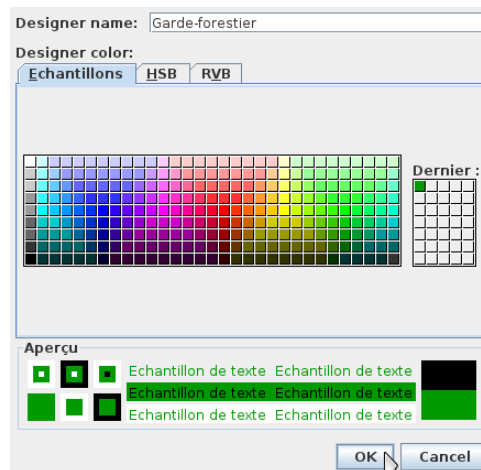 Designer name: Garde-forestier
Designer color:
Echantillons HSB RVB
Dernier :
Aperçu
Echantillon de texte Echantillon de texte
Echantillon de texte Echantillon de texte
Echantillon de texte Echantillon de texte
OK Cancel